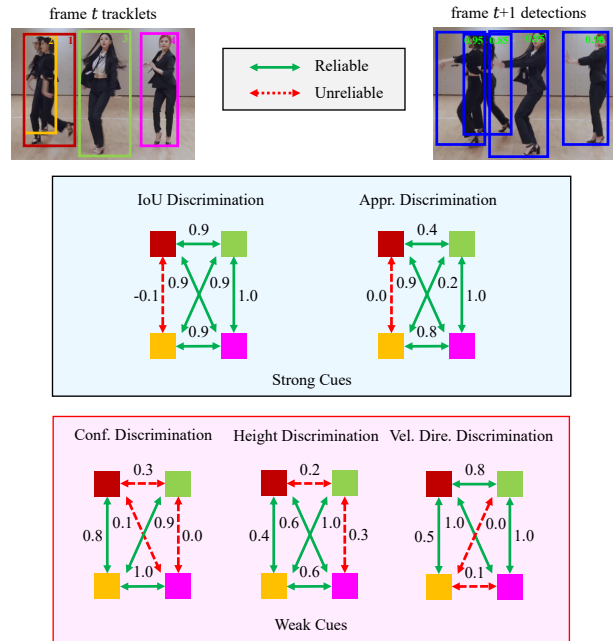 frame t tracklets
frame t+1 detections
2 1
Reliable
Unreliable
0.95
IoU Discrimination
Appr. Discrimination
0.9
0.4
-0.1
0.9
0.9
1.0
0.0
0.9
0.2
1.0
0.9
0.8
Strong Cues
Conf. Discrimination
Height Discrimination
Vel. Dire. Discrimination
0.3
0.2
0.8
0.8
0.1
0.9
0.0
0.4
0.6
1.0
0.3
0.5
1.0
0.0
1.0
1.0
0.6
0.1
Weak Cues